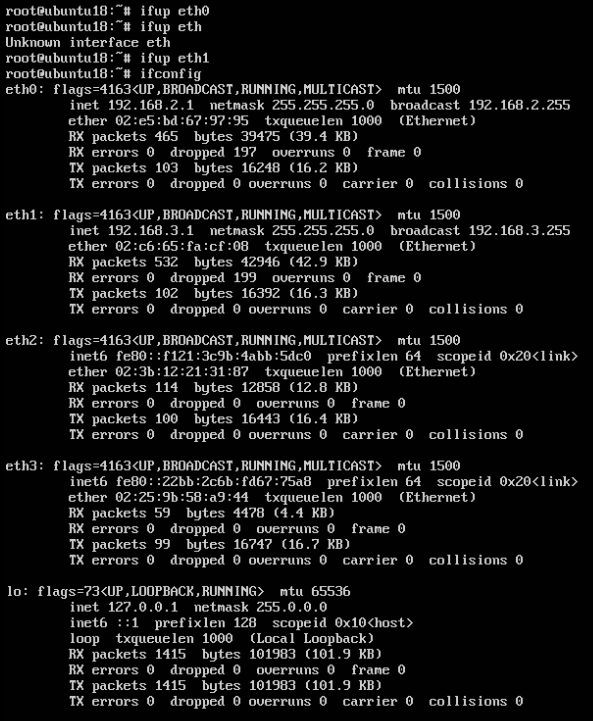 root@ubuntu18:~# ifup eth0
root@ubuntu18:~# ifup eth
Unknown interface eth
root@ubuntu18:~# ifup eth1
root@ubuntu18:~# ifconfig
eth0: flags=4163<UP,BROADCAST,RUNNING,MULTICAST>  mtu 1500
        inet 192.168.2.1  netmask 255.255.255.0  broadcast 192.168.2.255
        ether 02:e5:bd:67:97:95  txqueuelen 1000  (Ethernet)
        RX packets 465  bytes 39475 (39.4 KB)
        RX errors 0  dropped 197  overruns 0  frame 0
        TX packets 103  bytes 16248 (16.2 KB)
        TX errors 0  dropped 0 overruns 0  carrier 0  collisions 0

eth1: flags=4163<UP,BROADCAST,RUNNING,MULTICAST>  mtu 1500
        inet 192.168.3.1  netmask 255.255.255.0  broadcast 192.168.3.255
        ether 02:c6:65:fa:cf:08  txqueuelen 1000  (Ethernet)
        RX packets 532  bytes 42946 (42.9 KB)
        RX errors 0  dropped 199  overruns 0  frame 0
        TX packets 102  bytes 16392 (16.3 KB)
        TX errors 0  dropped 0 overruns 0  carrier 0  collisions 0

eth2: flags=4163<UP,BROADCAST,RUNNING,MULTICAST>  mtu 1500
        inet6 fe80::f121:3c9b:4abb:5dc0  prefixlen 64  scopeid 0x20<link>
        ether 02:3b:12:21:31:87  txqueuelen 1000  (Ethernet)
        RX packets 114  bytes 12858 (12.8 KB)
        RX errors 0  dropped 0  overruns 0  frame 0
        TX packets 100  bytes 16443 (16.4 KB)
        TX errors 0  dropped 0 overruns 0  carrier 0  collisions 0

eth3: flags=4163<UP,BROADCAST,RUNNING,MULTICAST>  mtu 1500
        inet6 fe80::22bb:2c6b:fd67:75a8  prefixlen 64  scopeid 0x20<link>
        ether 02:25:9b:58:a9:44  txqueuelen 1000  (Ethernet)
        RX packets 59  bytes 4478 (4.4 KB)
        RX errors 0  dropped 0  overruns 0  frame 0
        TX packets 99  bytes 16747 (16.7 KB)
        TX errors 0  dropped 0 overruns 0  carrier 0  collisions 0

lo: flags=73<UP,LOOPBACK,RUNNING>  mtu 65536
        inet 127.0.0.1  netmask 255.0.0.0
        inet6 ::1  prefixlen 128  scopeid 0x10<host>
        loop  txqueuelen 1000  (Local Loopback)
        RX packets 1415  bytes 101983 (101.9 KB)
        RX errors 0  dropped 0  overruns 0  frame 0
        TX packets 1415  bytes 101983 (101.9 KB)
        TX errors 0  dropped 0 overruns 0  carrier 0  collisions 0